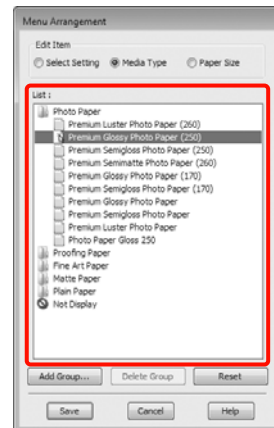 Menu Arrangement
Edit Item
Select Setting Media Type Paper Size
List :
Photo Paper
Premium Luster Photo Paper (260)
Premium Glossy Photo Paper (250)
Premium Semigloss Photo Paper (250)
Premium Semimatte Photo Paper (260)
Premium Glossy Photo Paper (170)
Premium Semigloss Photo Paper (170)
Premium Glossy Photo Paper
Premium Semigloss Photo Paper
Premium Luster Photo Paper
Photo Paper Gloss 250
Proofing Paper
Fine Art Paper
Matte Paper
Plain Paper
Not Display
Add Group... Delete Group Reset
Save Cancel Help